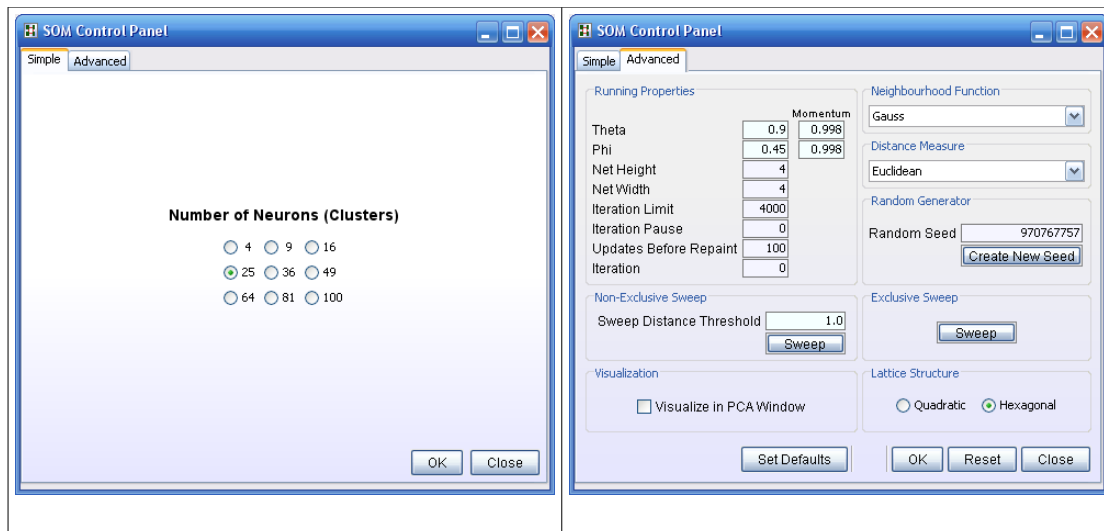 SOM Control Panel
Simple Advanced
Number of Neurons (Clusters)
4 9 16
25 36 49
64 81 100
OK Close
SOM Control Panel
Simple Advanced
Running Properties
Momentum
Theta 0.9 0.998
Phi 0.45 0.998
Net Height 4
Net Width 4
Iteration Limit 4000
Iteration Pause 0
Updates Before Repaint 100
Iteration 0
Neighbourhood Function
Gauss
Distance Measure
Euclidean
Random Generator
Random Seed 970767757
Create New Seed
Non-Exclusive Sweep
Sweep Distance Threshold 1.0
Sweep
Exclusive Sweep
Sweep
Visualization
Visualize in PCA Window
Lattice Structure
Quadratic Hexagonal
Set Defaults OK Reset Close